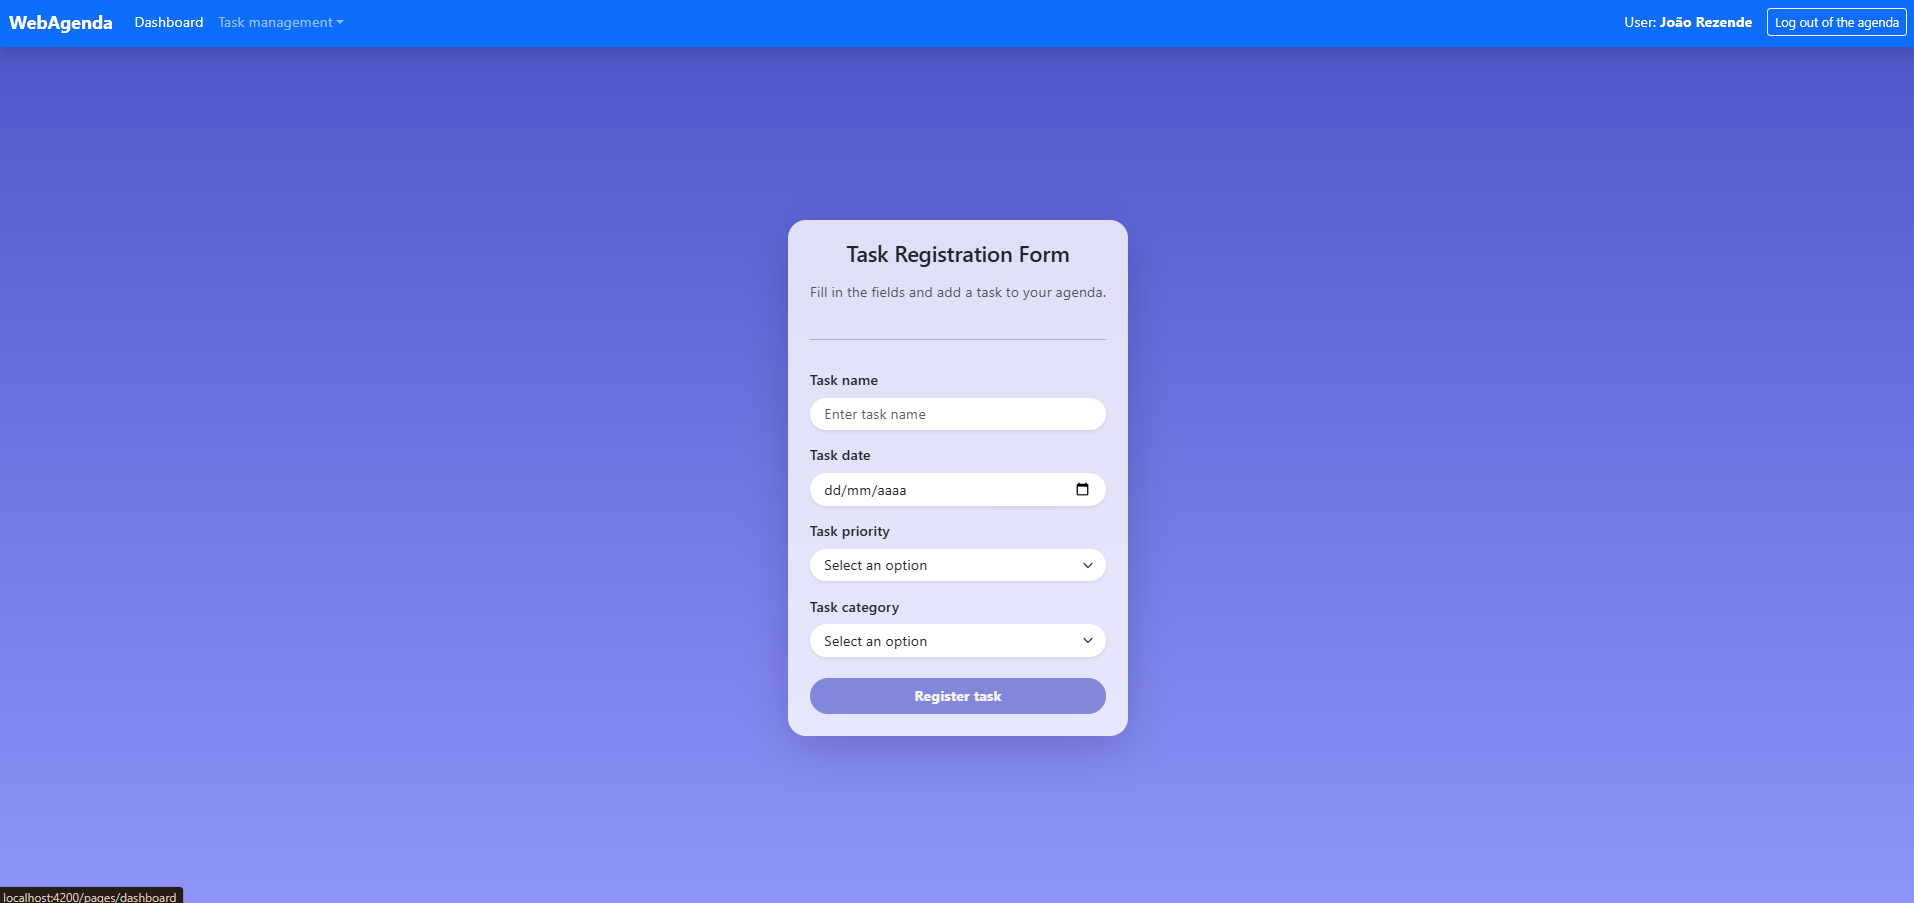 WebAgenda Dashboard Task management User: João Rezende Log out of the agenda
Task Registration Form
Fill in the fields and add a task to your agenda.
Task name
Enter task name
Task date
dd/mm/aaaa
Task priority
Select an option
Task category
Select an option
Register task
localhost:4200/pages/dashboard